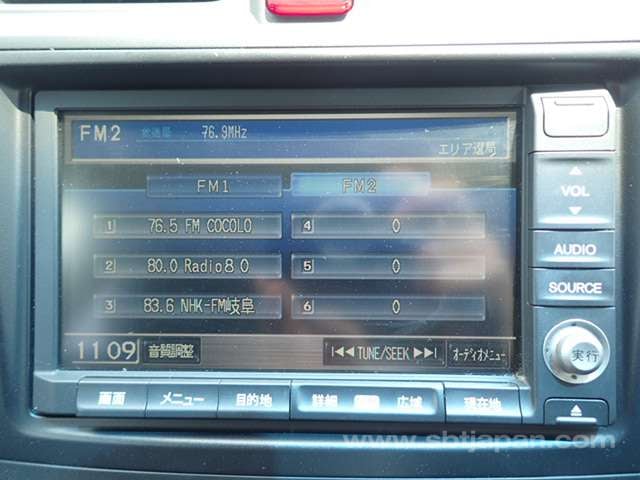 FM2 放送局 76.9MHz
エリア選局
FM1 FM2
1 76.5 FM COCOLO 4 0
2 80.0 Radio80 5 0
3 83.6 NHK-FM岐阜 6 0
1109 音質調整 TUNE/SEEK オーディオメニュー
画面 メニュー 目的地 詳細 広域 現在地
VOL
AUDIO
SOURCE
実行
www.sbtjapan.com